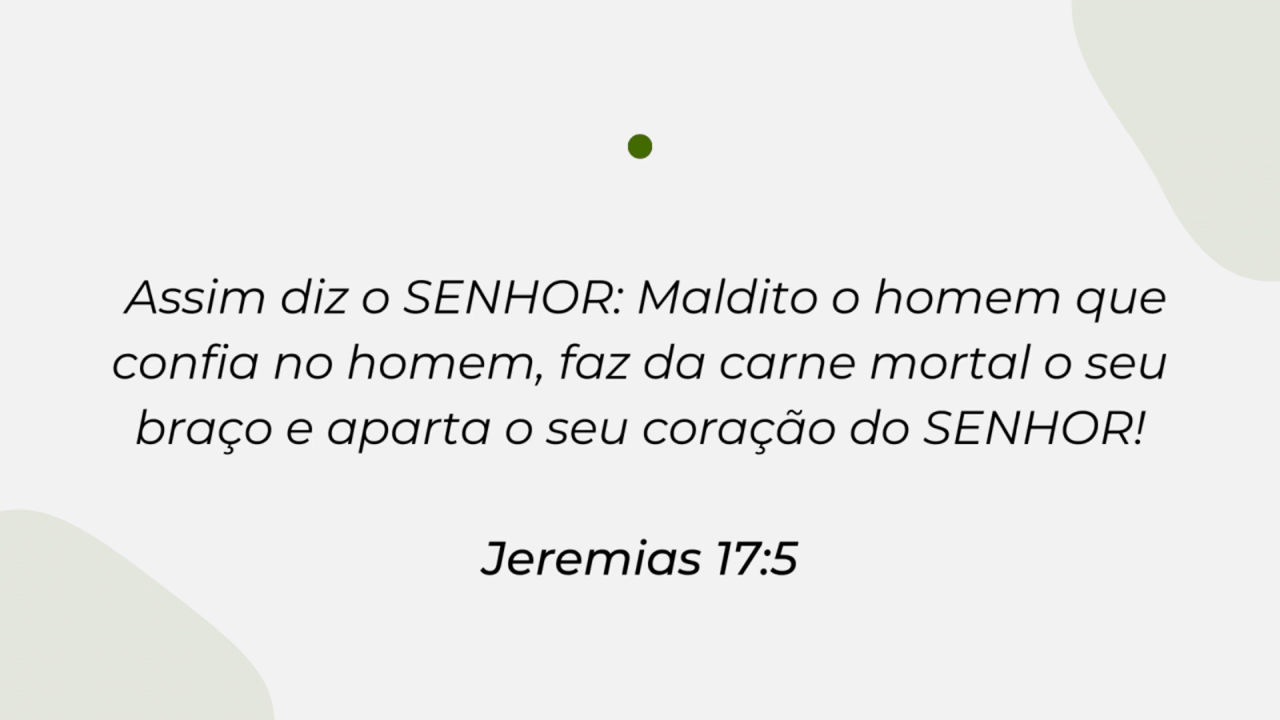 Assim diz o SENHOR: Maldito o homem que
confia no homem, faz da carne mortal o seu
braço e aparta o seu coração do SENHOR!
Jeremias 17:5